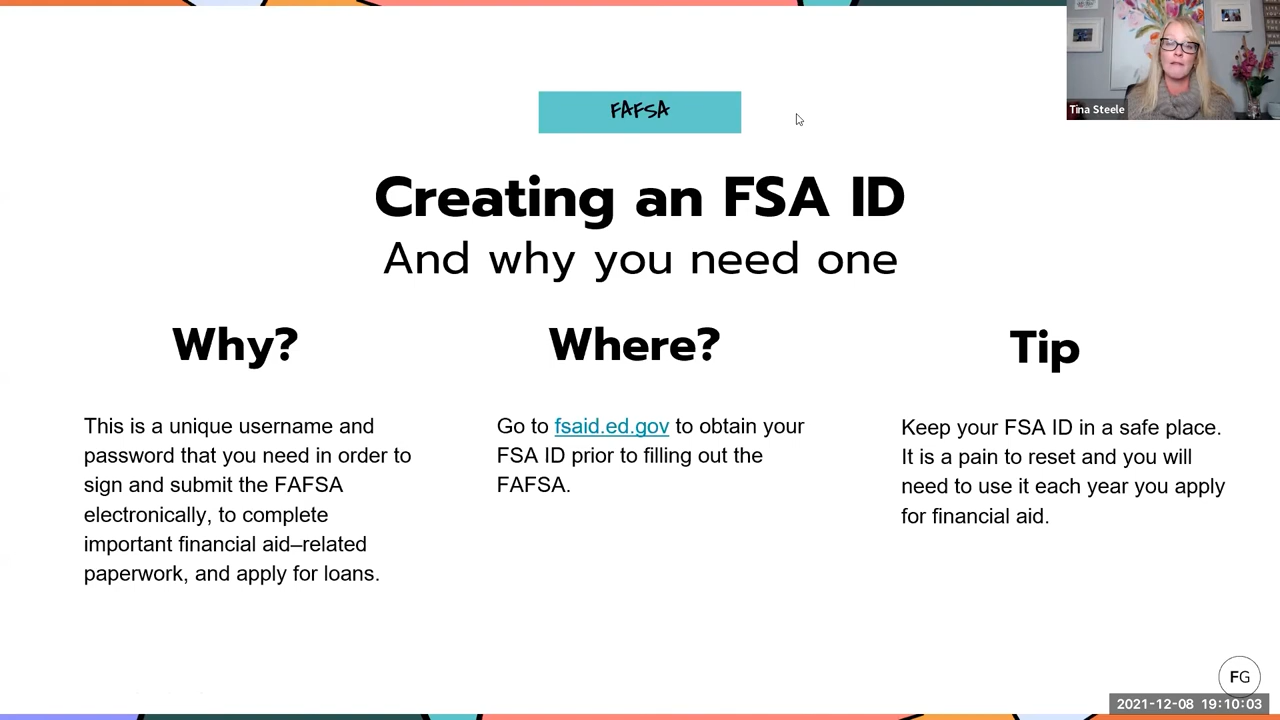 FAFSA
Tina Steele
Creating an FSA ID
And why you need one
Why?
This is a unique username and
password that you need in order to
sign and submit the FAFSA
electronically, to complete
important financial aid–related
paperwork, and apply for loans.
Where?
Go to fsaid.ed.gov to obtain your
FSA ID prior to filling out the
FAFSA.
Tip
Keep your FSA ID in a safe place.
It is a pain to reset and you will
need to use it each year you apply
for financial aid.
FG
2021-12-08 19:10:03